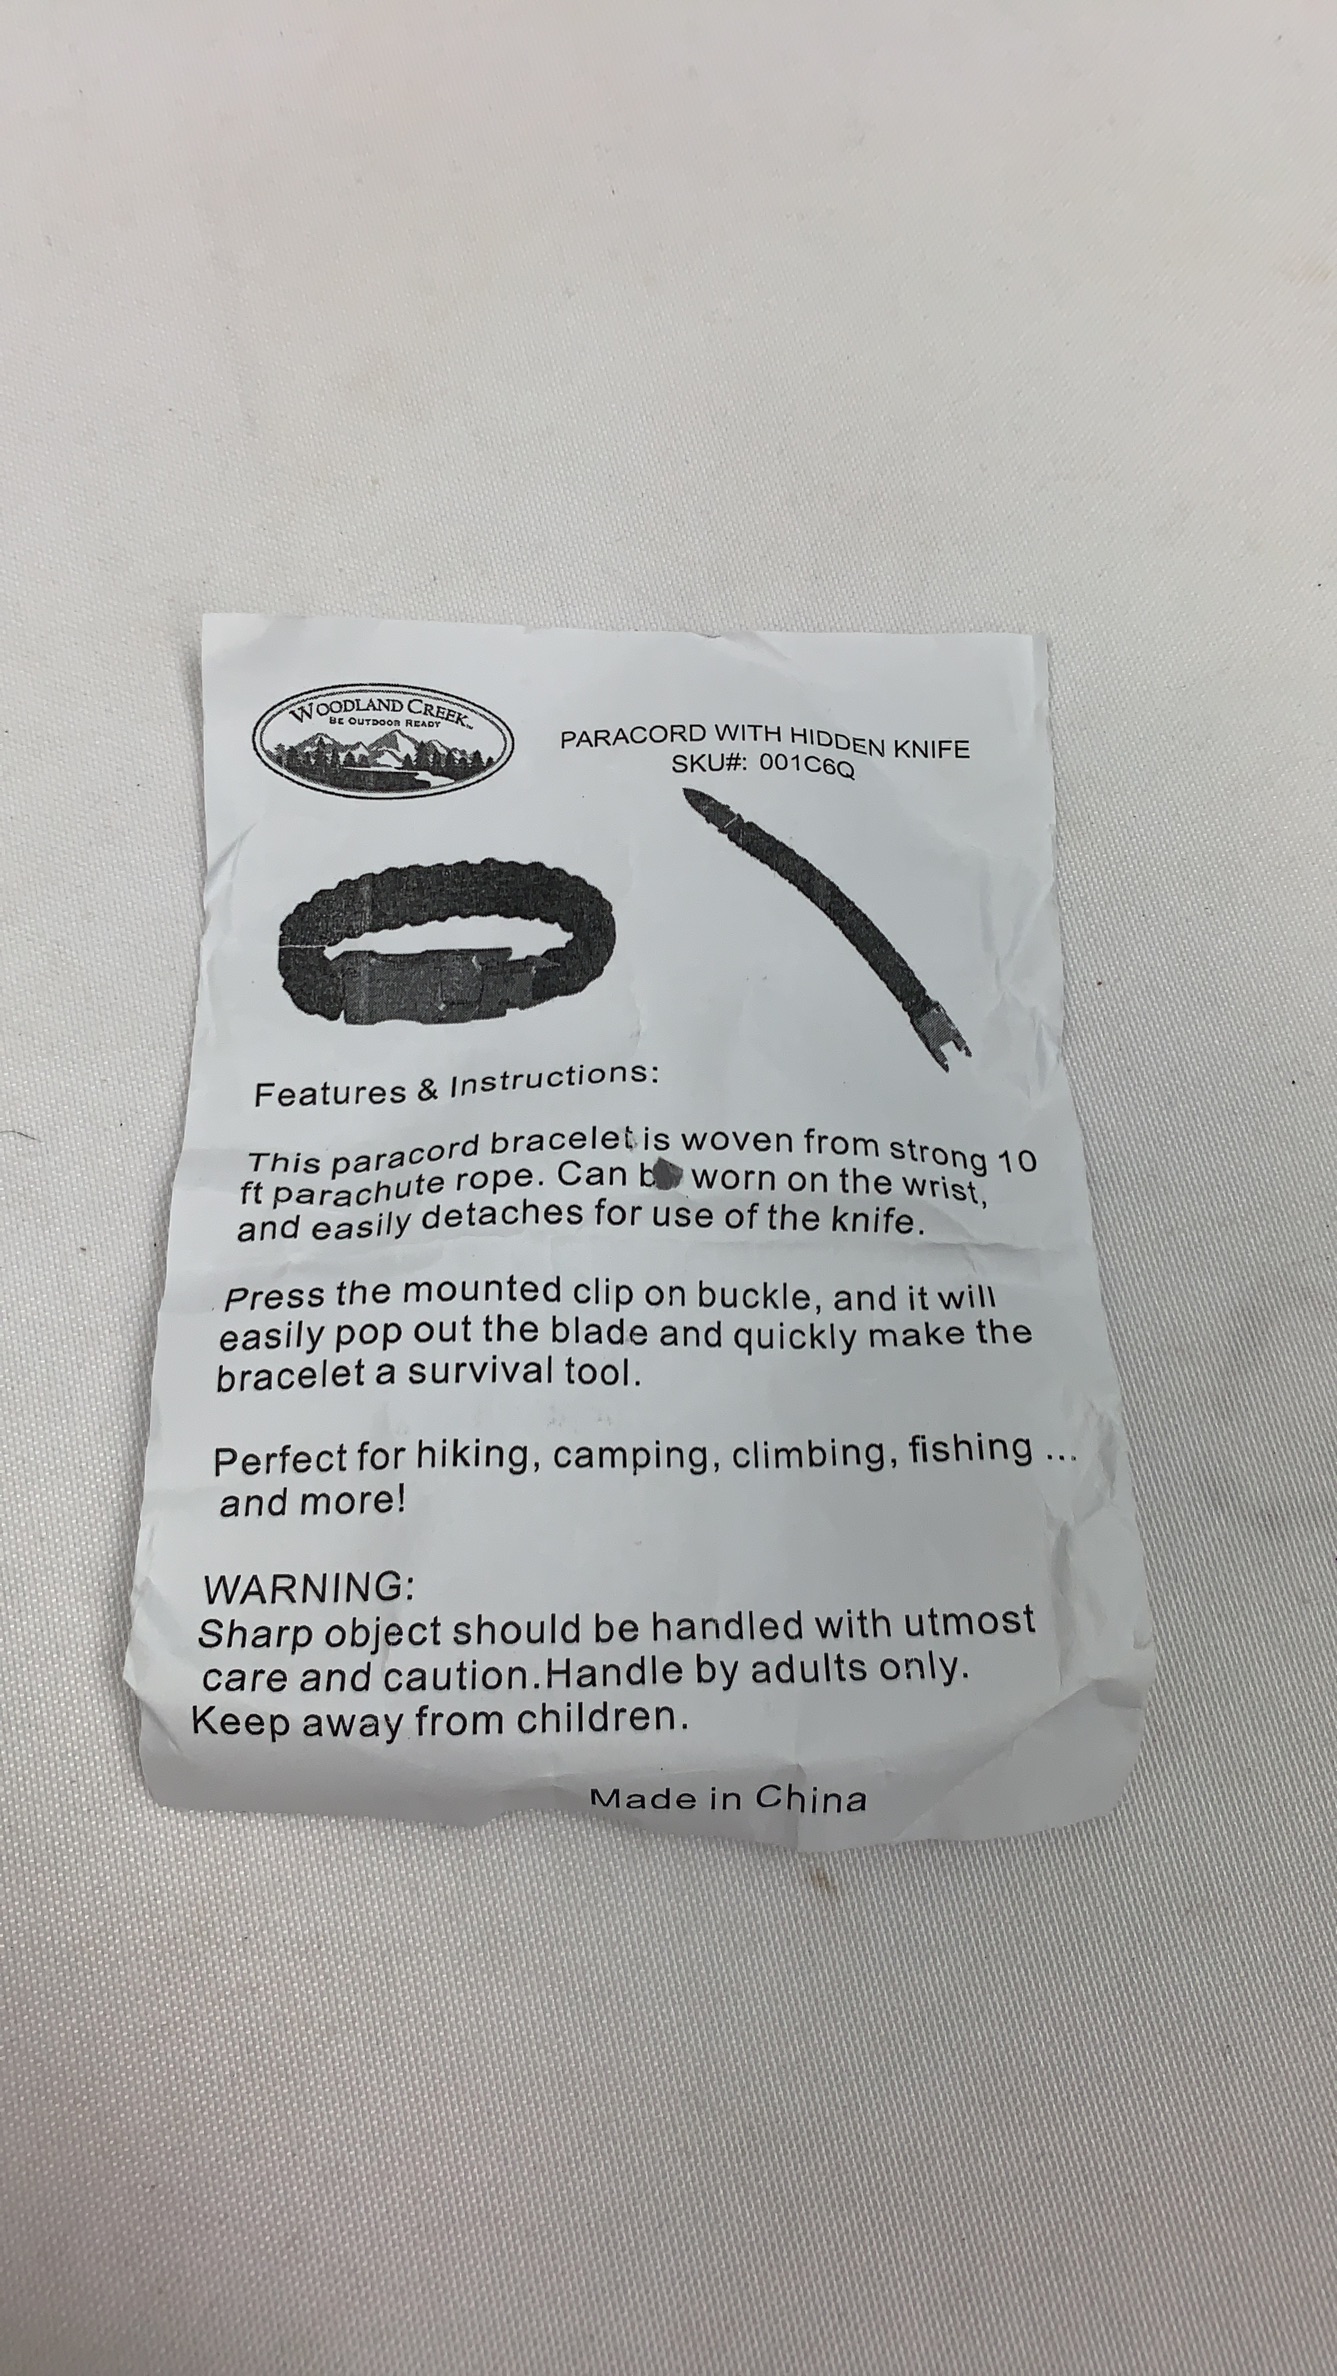 WOODLAND CREEK™
BE OUTDOOR READY
PARACORD WITH HIDDEN KNIFE
SKU#: 001C6Q
Features & Instructions:
This paracord bracelet is woven from strong 10
ft parachute rope. Can be worn on the wrist,
and easily detaches for use of the knife.
Press the mounted clip on buckle, and it will
easily pop out the blade and quickly make the
bracelet a survival tool.
Perfect for hiking, camping, climbing, fishing ...
and more!
WARNING:
Sharp object should be handled with utmost
care and caution.Handle by adults only.
Keep away from children.
Made in China